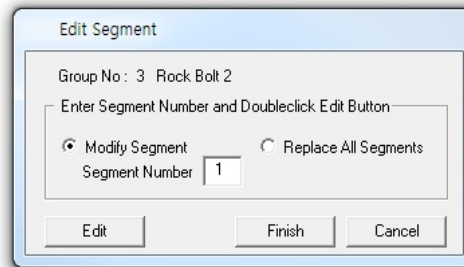 Edit Segment
Group No : 3 Rock Bolt 2
Enter Segment Number and Doubleclick Edit Button
Modify Segment
Replace All Segments
Segment Number 1
Edit
Finish
Cancel